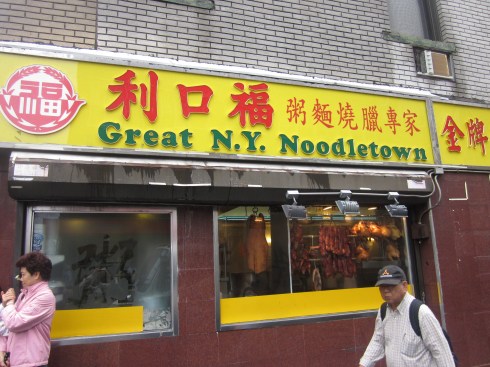 福
利口福 粥麵燒臘專家
Great N.Y. Noodletown
金牌